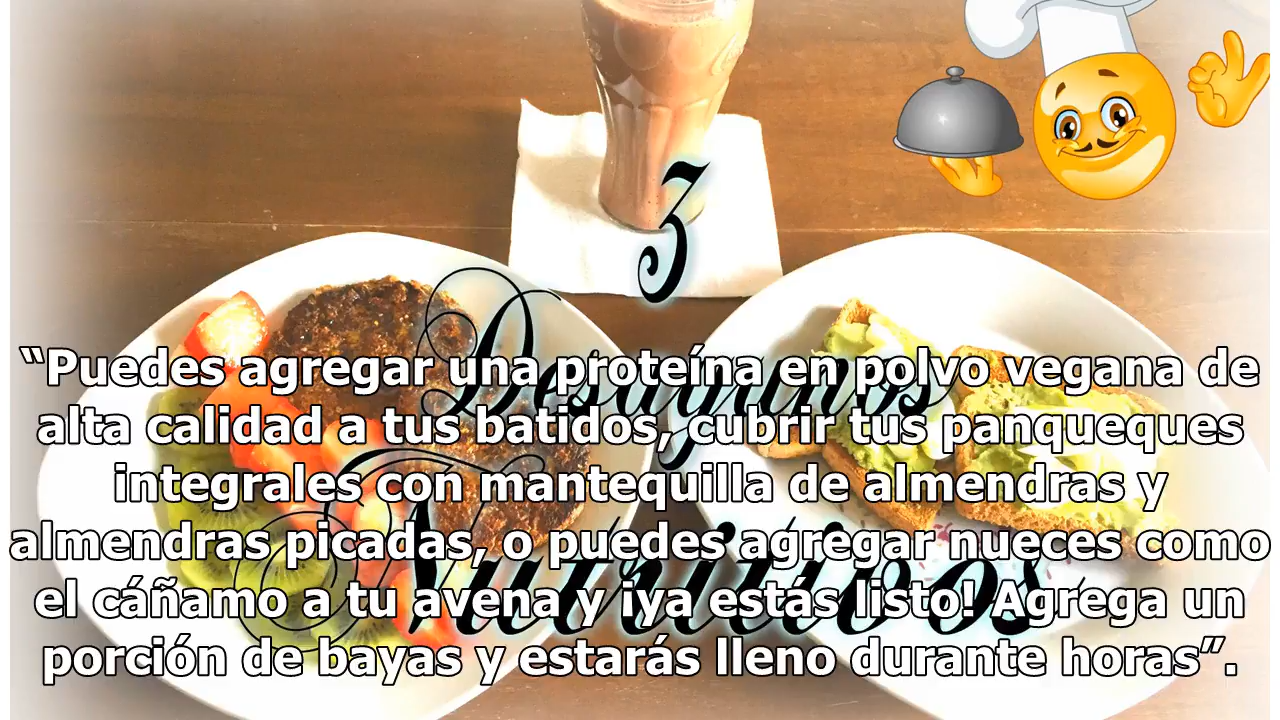 3
Desayunos
Nutritivos
“Puedes agregar una proteína en polvo vegana de
alta calidad a tus batidos, cubrir tus panqueques
integrales con mantequilla de almendras y
almendras picadas, o puedes agregar nueces como
el cáñamo a tu avena y ¡ya estás listo! Agrega un
porción de bayas y estarás lleno durante horas”.